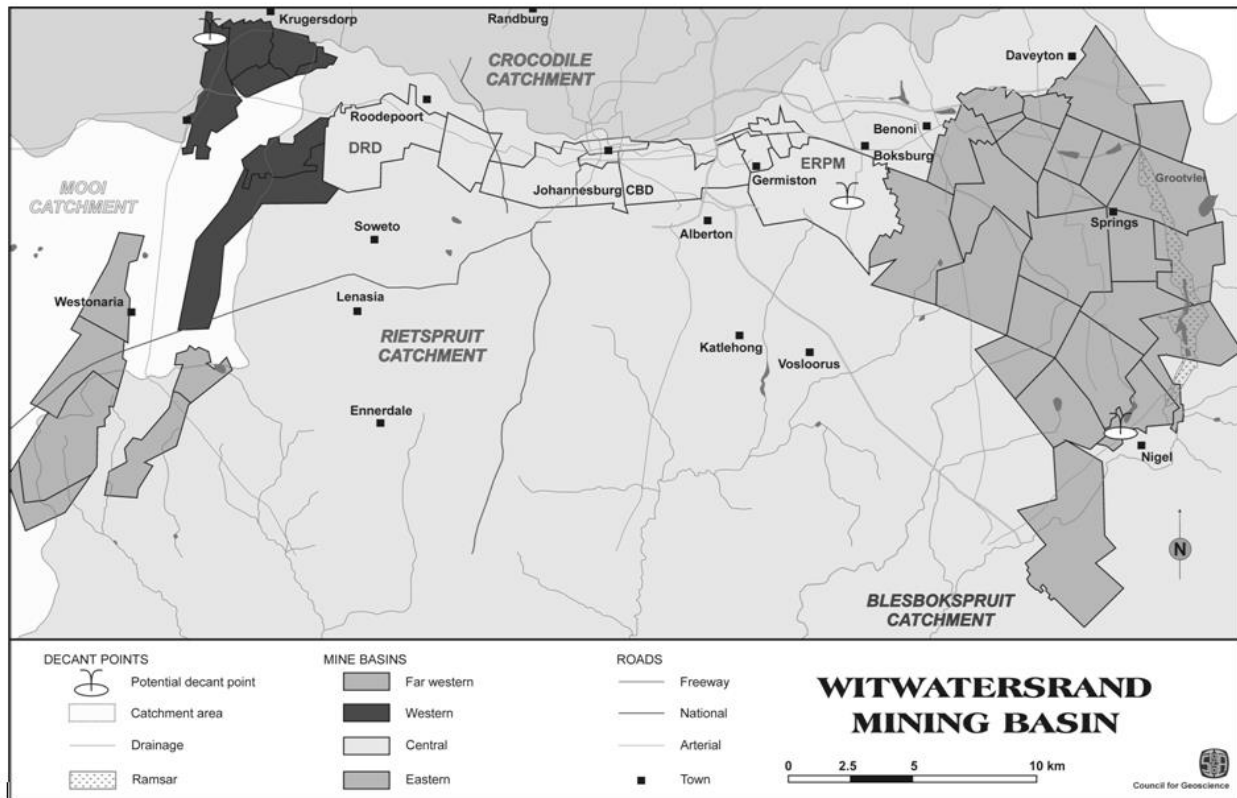 Krugersdorp
Randburg
CROCODILE
CATCHMENT
Daveyton
Roodepoort
DRD
Benoni
Boksburg
ERPM
Germiston
Johannesburg CBD
Grootvlei
MOOI
CATCHMENT
Soweto
Alberton
Springs
Westonaria
Lenasia
RIETSPRUIT
CATCHMENT
Katlehong
Vosloorus
Ennerdale
Nigel
N
BLESBOKSPRUIT
CATCHMENT
DECANT POINTS
Potential decant point
Catchment area
Drainage
Ramsar
MINE BASINS
Far western
Western
Central
Eastern
ROADS
Freeway
National
Arterial
Town
WITWATERSRAND
MINING BASIN
0 2.5 5 10 km
Council for Geoscience